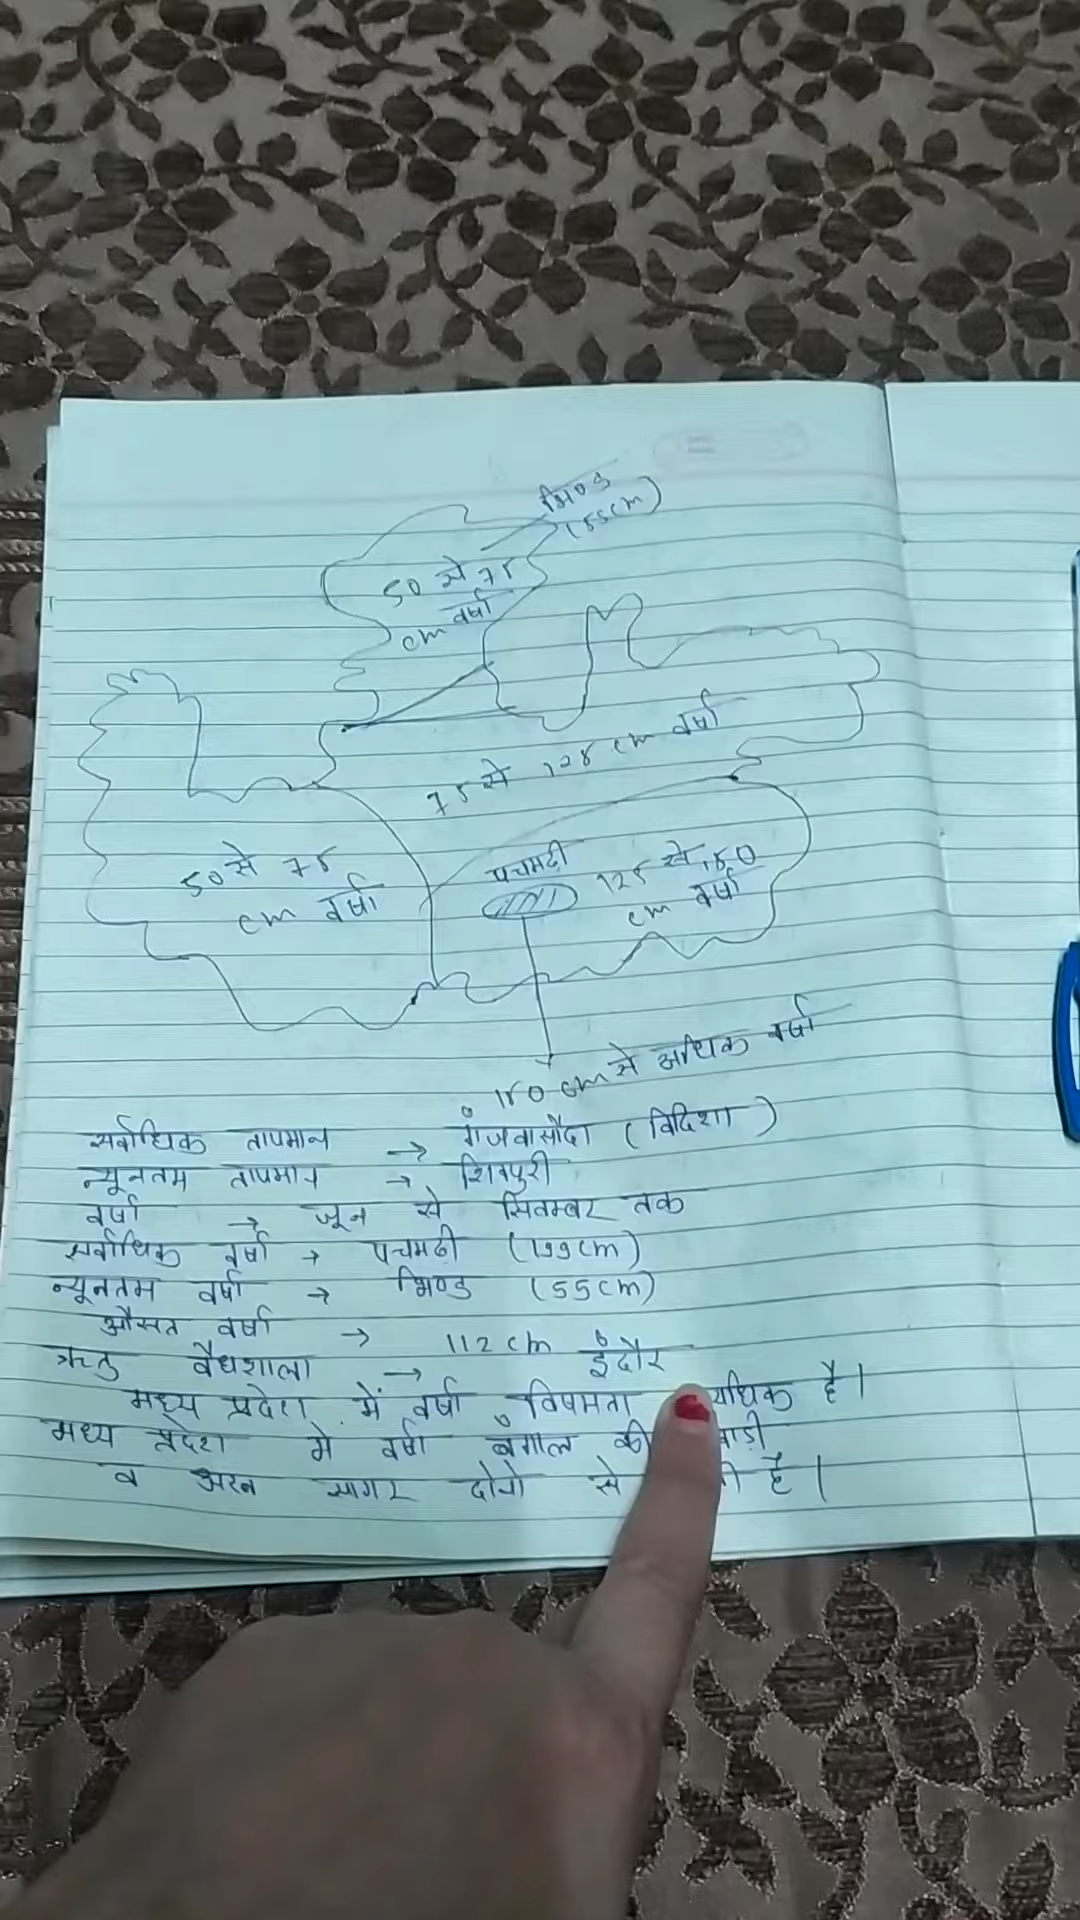 भिण्ड
(55cm)
50 से 75
cm वर्षा
75 से 125 cm वर्षा
50 से 75
cm वर्षा
पचमढी
125 से 150
cm वर्षा
150 cm से अधिक वर्षा
सर्वाधिक तापमान → गंजबासौदा (विदिशा)
न्यूनतम तापमान → शिवपुरी
वर्षा → जून से सितम्बर तक
सर्वाधिक वर्षा → पचमढी (199cm)
न्यूनतम वर्षा → भिण्ड (55cm)
औसत वर्षा → 112 cm
ऋतु वैधशाला → इंदौर
मध्य प्रदेश में वर्षा विषमता है।
मध्य प्रदेश में वर्षा बंगाल की
व अरब सागर दोनो से है।